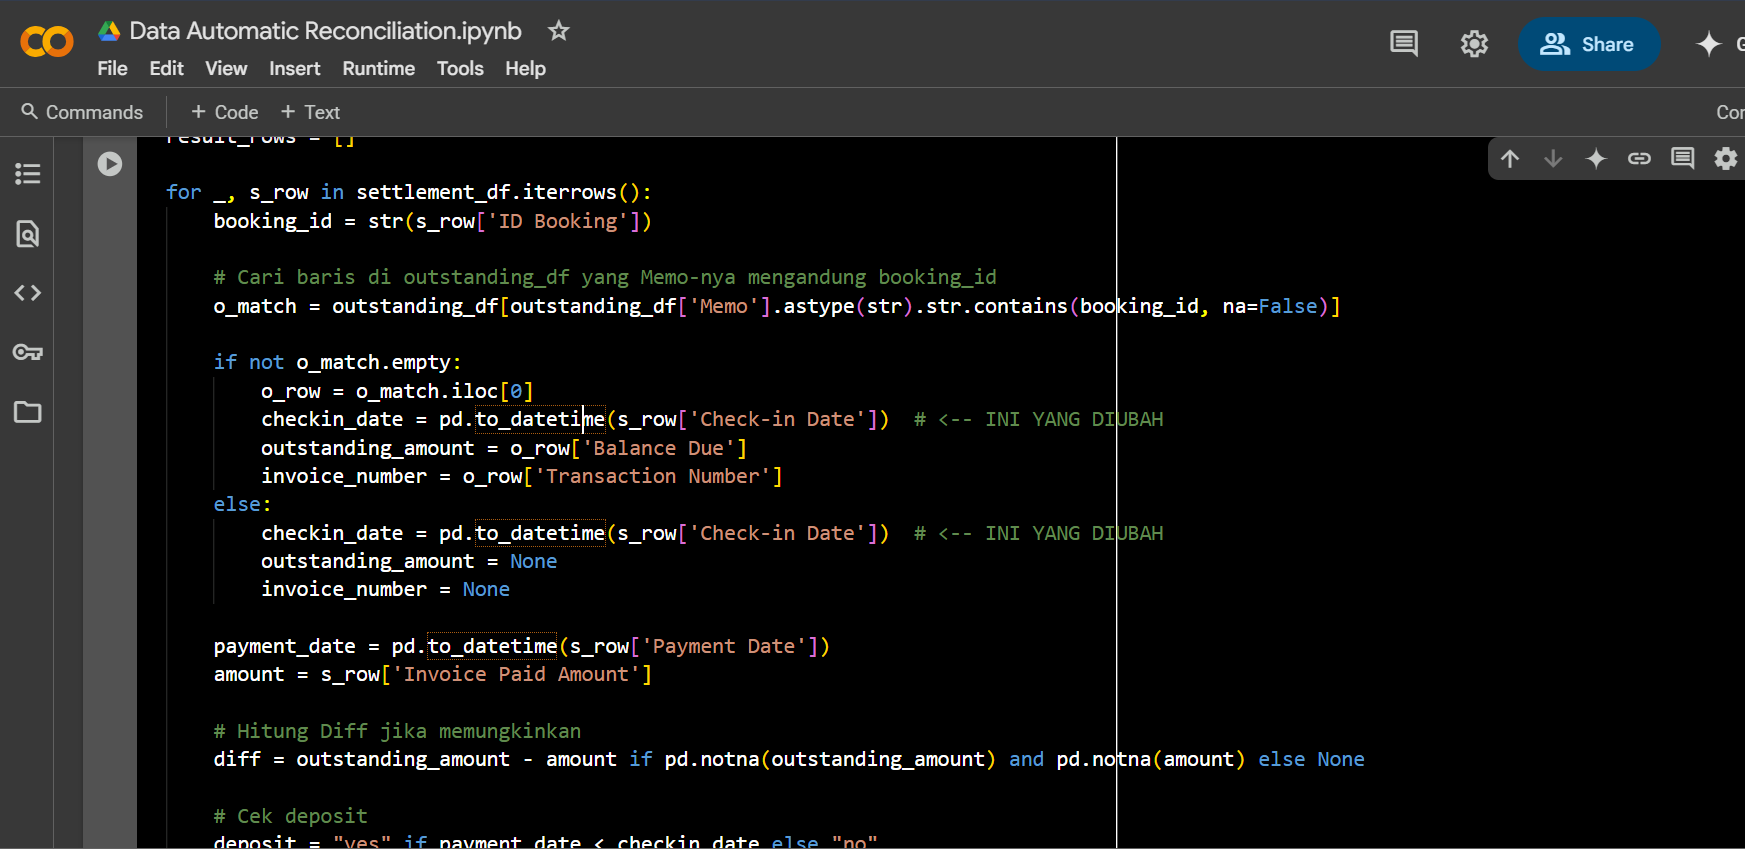 Data Automatic Reconciliation.ipynb
File Edit View Insert Runtime Tools Help
Share
G
Commands + Code + Text
result_rows = []
for _, s_row in settlement_df.iterrows():
booking_id = str(s_row['ID Booking'])
# Cari baris di outstanding_df yang Memo-nya mengandung booking_id
o_match = outstanding_df[outstanding_df['Memo'].astype(str).str.contains(booking_id, na=False)]
if not o_match.empty:
o_row = o_match.iloc[0]
checkin_date = pd.to_datetime(s_row['Check-in Date']) # <-- INI YANG DIUBAH
outstanding_amount = o_row['Balance Due']
invoice_number = o_row['Transaction Number']
else:
checkin_date = pd.to_datetime(s_row['Check-in Date']) # <-- INI YANG DIUBAH
outstanding_amount = None
invoice_number = None
payment_date = pd.to_datetime(s_row['Payment Date'])
amount = s_row['Invoice Paid Amount']
# Hitung Diff jika memungkinkan
diff = outstanding_amount - amount if pd.notna(outstanding_amount) and pd.notna(amount) else None
# Cek deposit
deposit = "yes" if payment_date < checkin_date else "no"